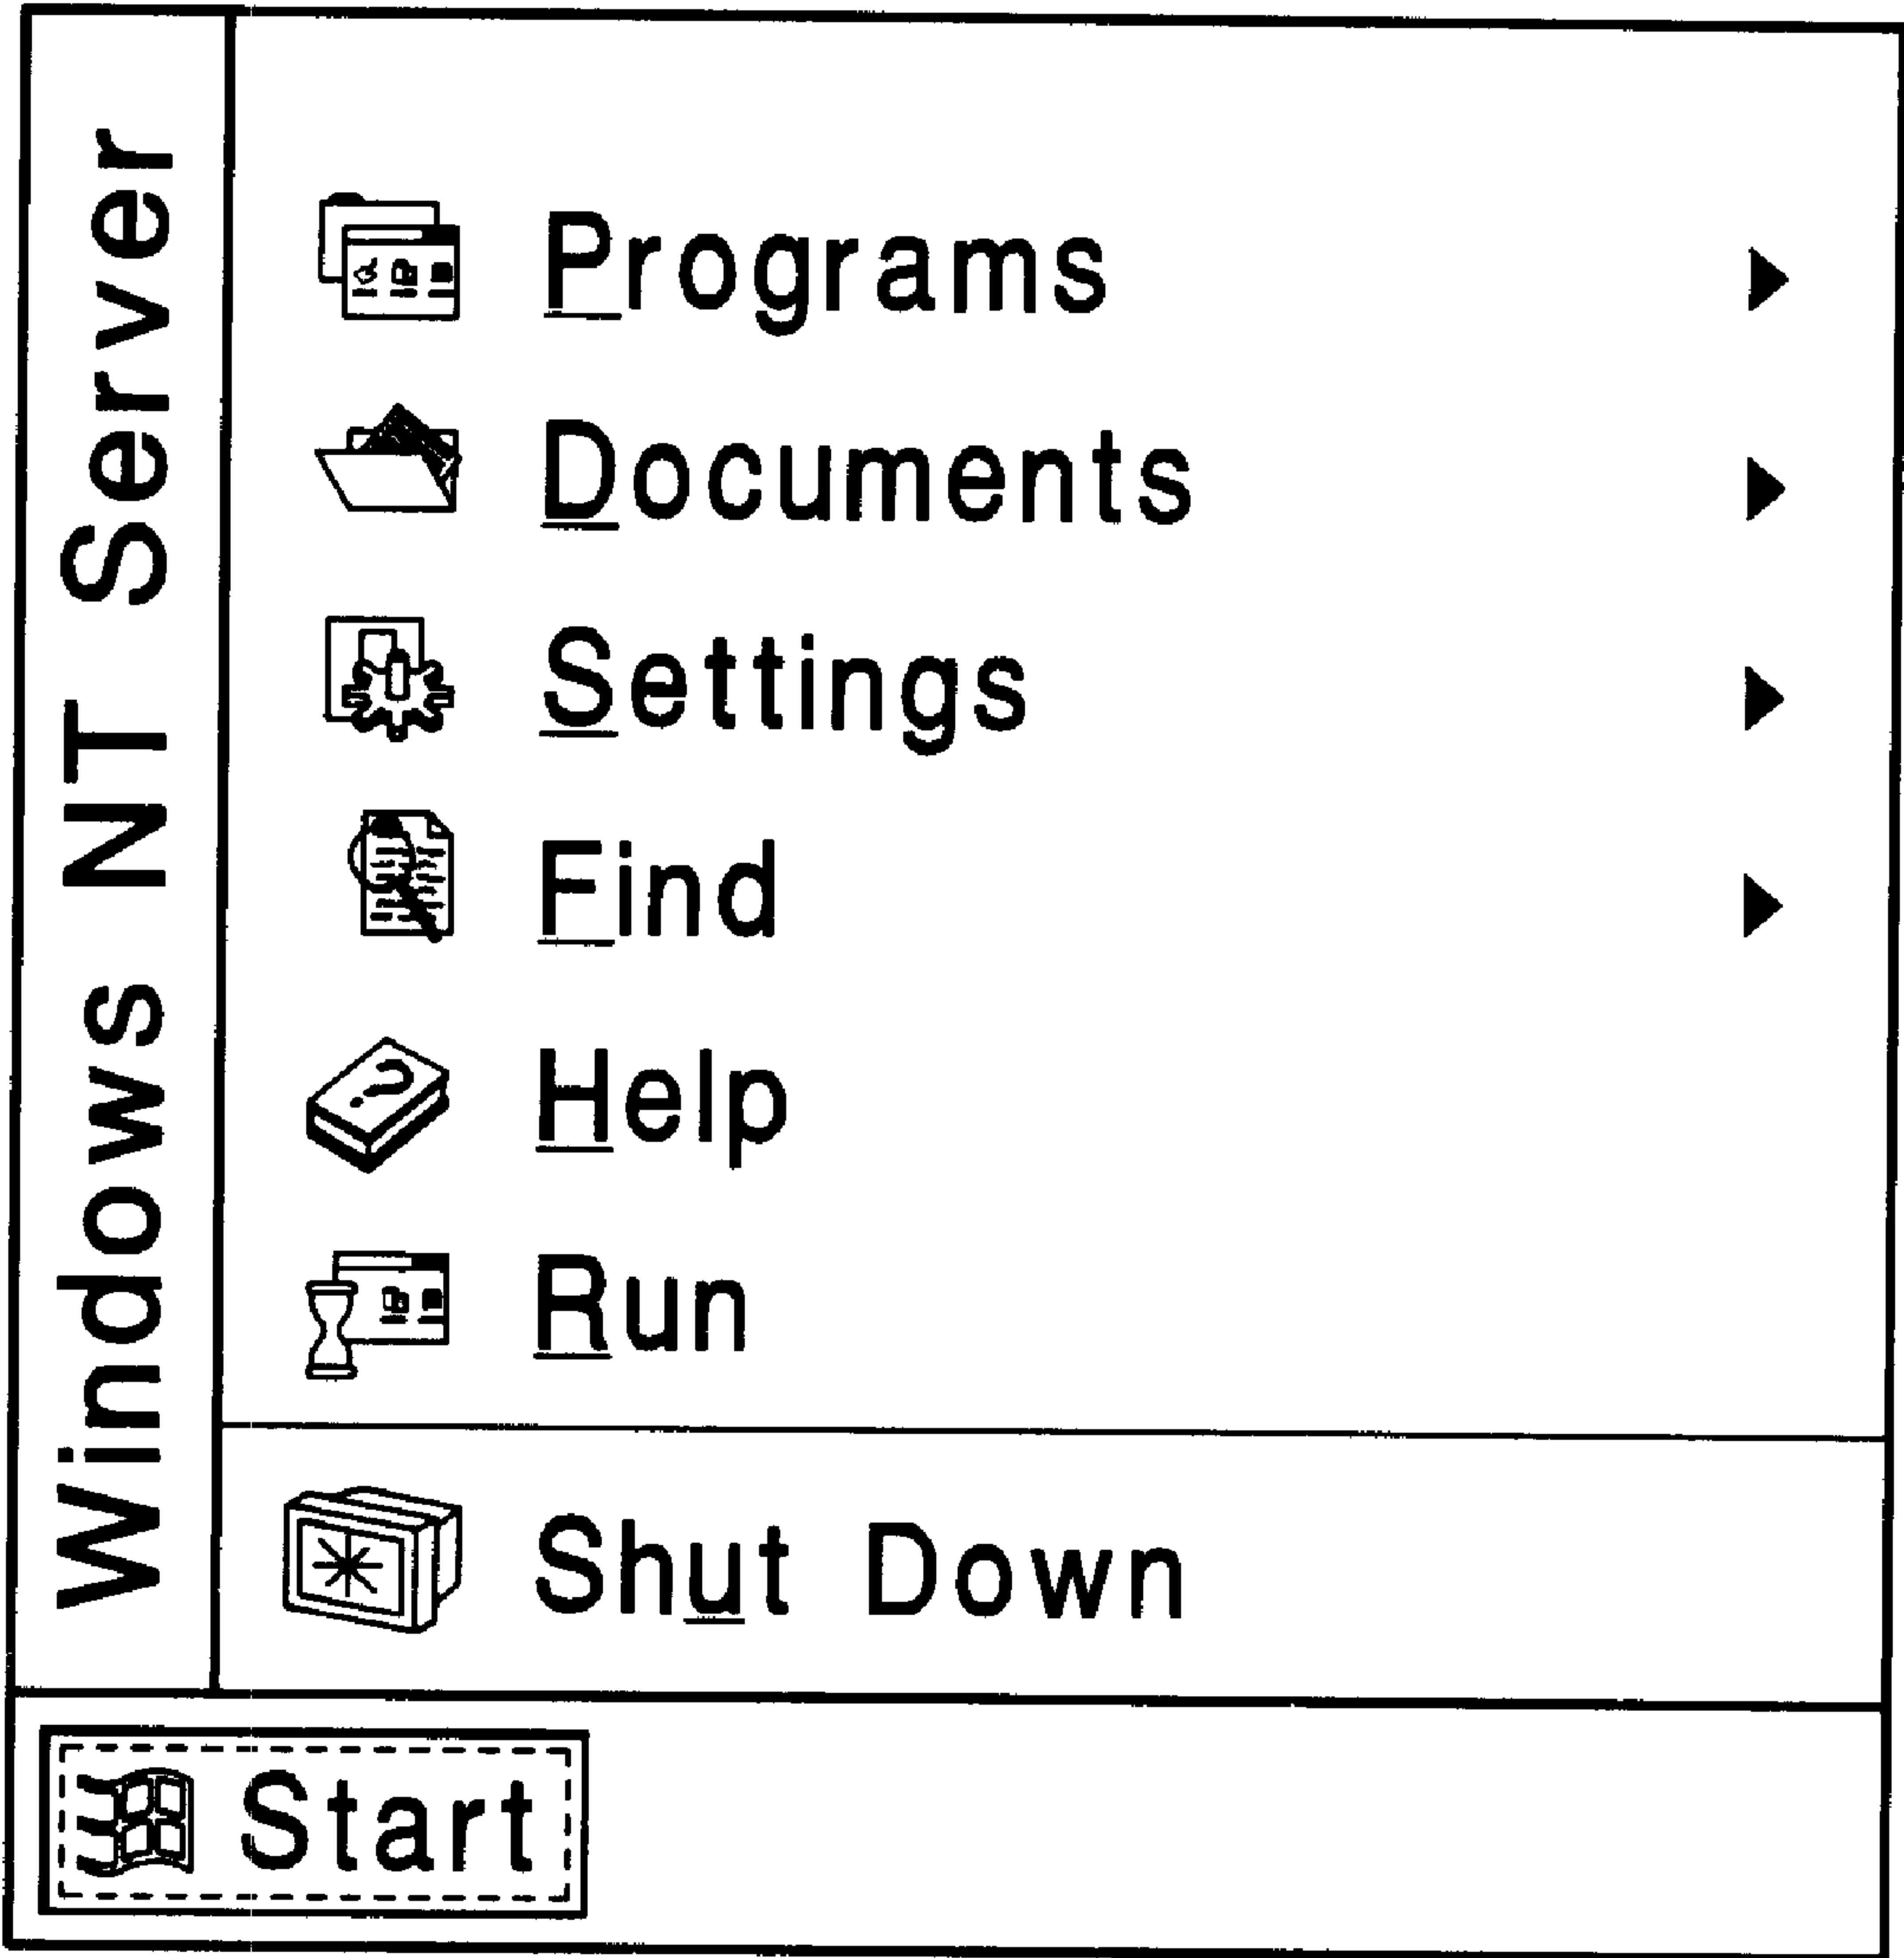 Windows NT Server
Programs
Documents
Settings
Find
Help
Run
Shut Down
Start